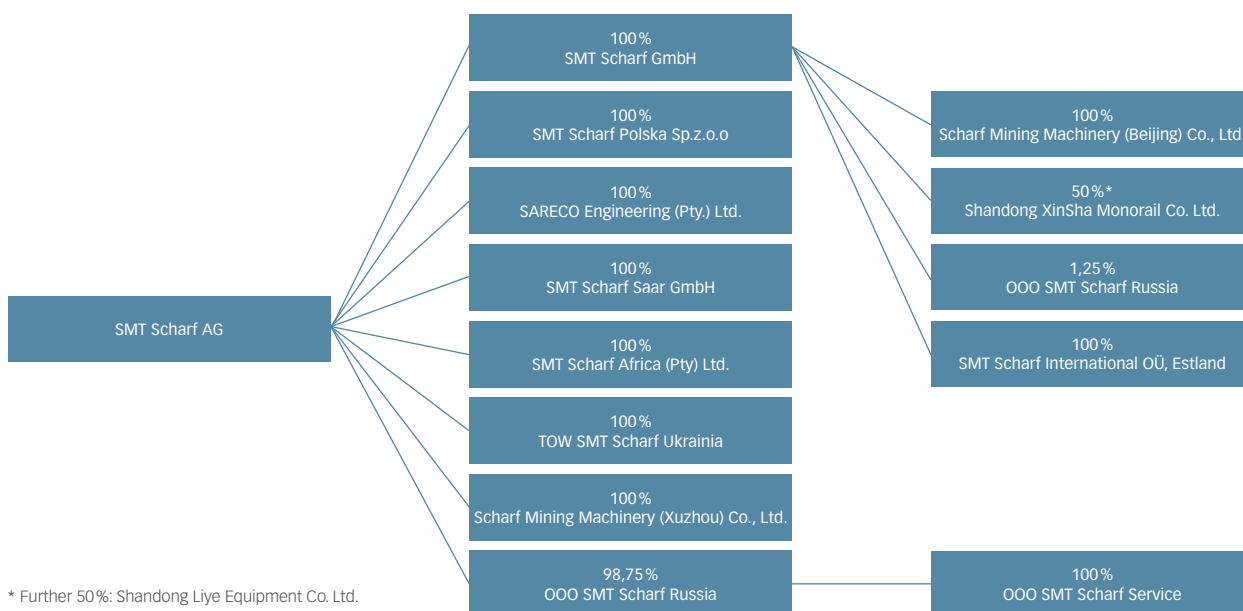 SMT Scharf AG
100 %
SMT Scharf GmbH
100 %
SMT Scharf Polska Sp.z.o.o
100 %
SARECO Engineering (Pty.) Ltd.
100 %
SMT Scharf Saar GmbH
100 %
SMT Scharf Africa (Pty) Ltd.
100 %
TOW SMT Scharf Ukrainia
100 %
Scharf Mining Machinery (Xuzhou) Co., Ltd.
98,75 %
OOO SMT Scharf Russia
100 %
Scharf Mining Machinery (Beijing) Co., Ltd
50 %*
Shandong XinSha Monorail Co. Ltd.
1,25 %
OOO SMT Scharf Russia
100 %
SMT Scharf International OÜ, Estland
100 %
OOO SMT Scharf Service
* Further 50 %: Shandong Liye Equipment Co. Ltd.